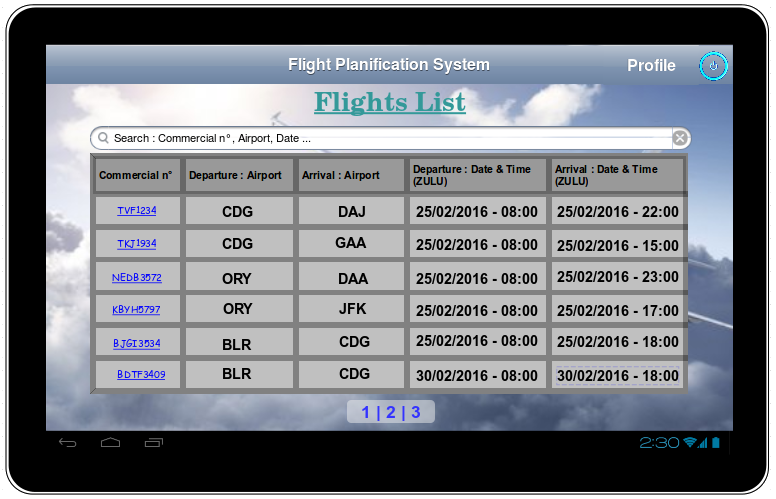 Flight Planification System Profile
Flights List
Search : Commercial n° , Airport, Date ...
Commercial n° Departure : Airport Arrival : Airport Departure : Date & Time (ZULU) Arrival : Date & Time (ZULU)
TVF1234 CDG DAJ 25/02/2016 - 08:00 25/02/2016 - 22:00
TKJ1934 CDG GAA 25/02/2016 - 08:00 25/02/2016 - 15:00
NEDB3572 ORY DAA 25/02/2016 - 08:00 25/02/2016 - 23:00
KBYH5797 ORY JFK 25/02/2016 - 08:00 25/02/2016 - 17:00
BJGI3534 BLR CDG 25/02/2016 - 08:00 25/02/2016 - 18:00
BDTF3409 BLR CDG 30/02/2016 - 08:00 30/02/2016 - 18:00
1 | 2 | 3
2:30